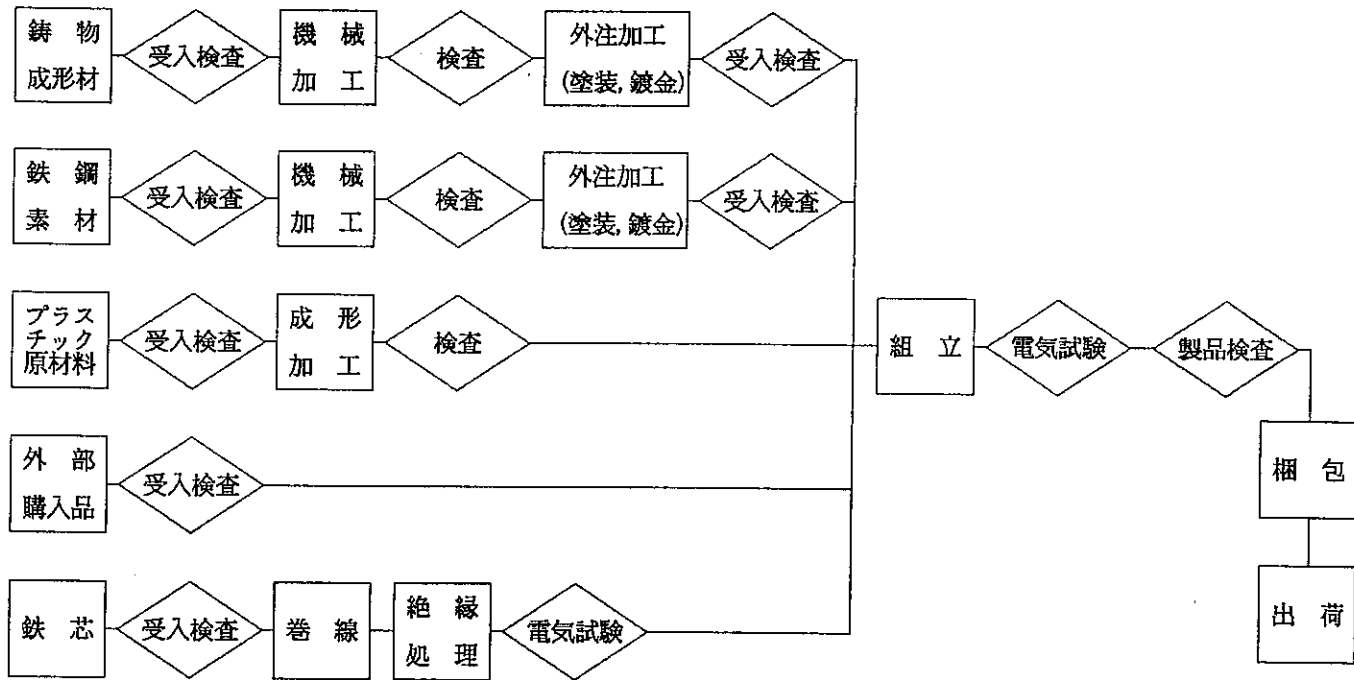 鋳 物
成形材
受入検査
機 械
加 工
検査
外注加工
(塗装, 鍍金)
受入検査
鉄 鋼
素 材
受入検査
機 械
加 工
検査
外注加工
(塗装, 鍍金)
受入検査
プラス
チック
原材料
受入検査
成 形
加 工
検査
組 立
電気試験
製品検査
外 部
購入品
受入検査
梱 包
鉄 芯
受入検査
巻 線
絶 縁
処 理
電気試験
出 荷